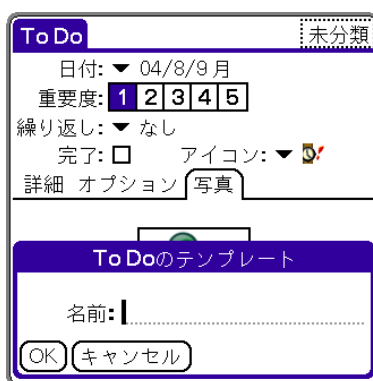 To Do 未分類
日付: 04/8/9 月
重要度: 1 2 3 4 5
繰り返し: なし
完了: アイコン:
詳細 オプション 写真
To Doのテンプレート
名前:
OK キャンセル